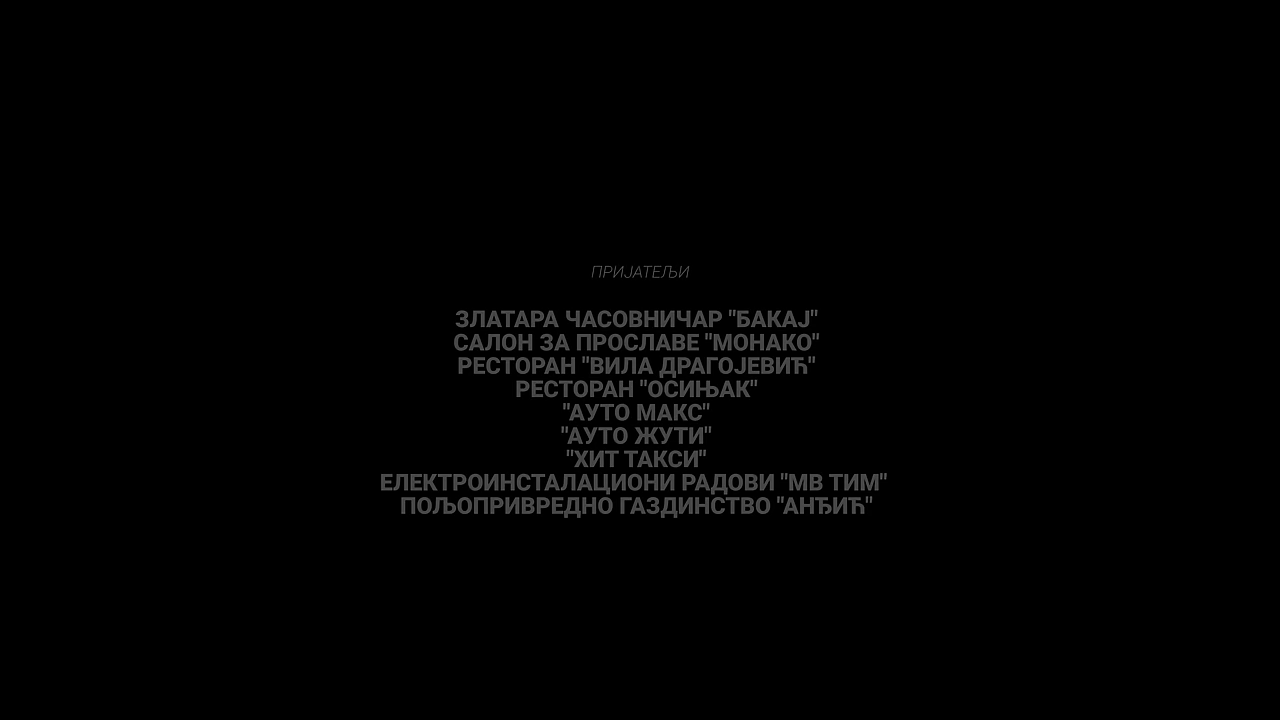 ПРИЈАТЕЉИ
ЗЛАТАРА ЧАСОВНИЧАР "БАКАЈ"
САЛОН ЗА ПРОСЛАВЕ "МОНАКО"
РЕСТОРАН "ВИЛА ДРАГОЈЕВИЋ"
РЕСТОРАН "ОСИЊАК"
"АУТО МАКС"
"АУТО ЖУТИ"
"ХИТ ТАКСИ"
ЕЛЕКТРОИНСТАЛАЦИОНИ РАДОВИ "МВ ТИМ"
ПОЉОПРИВРЕДНО ГАЗДИНСТВО "АНЂИЋ"